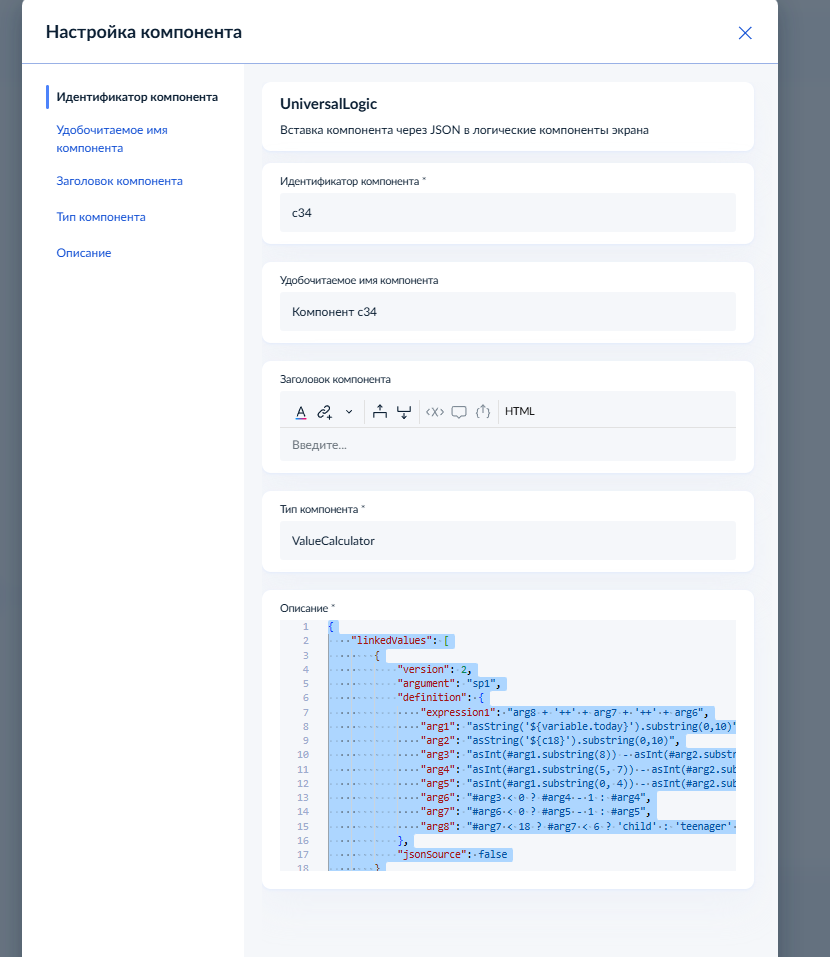 Настройка компонента
Идентификатор компонента
Удобочитаемое имя
компонента
Заголовок компонента
Тип компонента
Описание
UniversalLogic
Вставка компонента через JSON в логические компоненты экрана
Идентификатор компонента *
c34
Удобочитаемое имя компонента
Компонент c34
Заголовок компонента
A <X> HTML
Введите...
Тип компонента *
ValueCalculator
Описание *
1 {
2 "linkedValues": [
3 {
4 "version": 2,
5 "argument": "sp1",
6 "definition": {
7 "expression1": "arg8 + '++' + arg7 + '++' + arg6",
8 "arg1": "asString('${variable.today}').substring(0,10)"
9 "arg2": "asString('${c18}').substring(0,10)",
10 "arg3": "asInt(#arg1.substring(8)) - asInt(#arg2.substr
11 "arg4": "asInt(#arg1.substring(5, 7)) - asInt(#arg2.sub
12 "arg5": "asInt(#arg1.substring(0, 4)) - asInt(#arg2.sub
13 "arg6": "#arg3 < 0 ? #arg4 - 1 : #arg4",
14 "arg7": "#arg6 < 0 ? #arg5 - 1 : #arg5",
15 "arg8": "#arg7 < 18 ? #arg7 < 6 ? 'child' : 'teenager'
16 },
17 "jsonSource": false
18 }